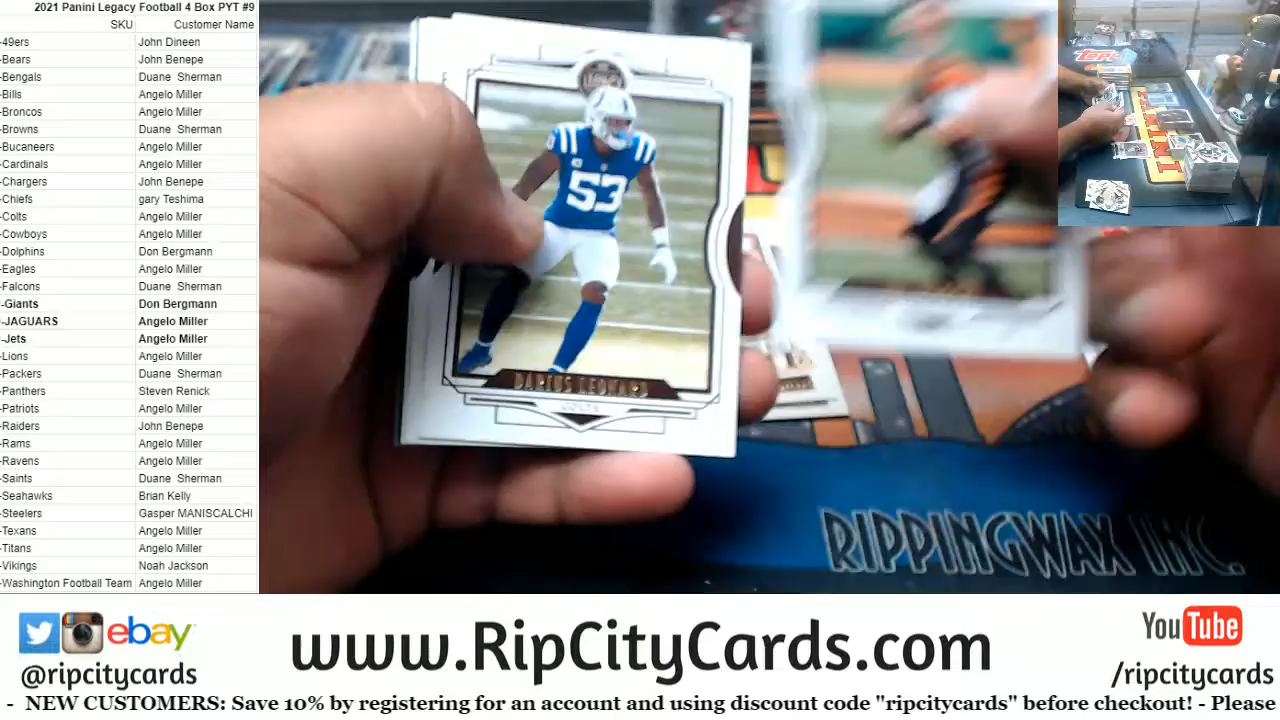 2021 Panini Legacy Football 4 Box PYT #9
SKU Customer Name
-49ers John Dineen
-Bears John Benepe
-Bengals Duane Sherman
-Bills Angelo Miller
-Broncos Angelo Miller
-Browns Duane Sherman
-Bucaneers Angelo Miller
-Cardinals Angelo Miller
-Chargers John Benepe
-Chiefs gary Teshima
-Colts Angelo Miller
-Cowboys Angelo Miller
-Dolphins Don Bergmann
-Eagles Angelo Miller
-Falcons Duane Sherman
-Giants Don Bergmann
-JAGUARS Angelo Miller
-Jets Angelo Miller
-Lions Angelo Miller
-Packers Duane Sherman
-Panthers Steven Renick
-Patriots Angelo Miller
-Raiders John Benepe
-Rams Angelo Miller
-Ravens Angelo Miller
-Saints Duane Sherman
-Seahawks Brian Kelly
-Steelers Gasper MANISCALCHI
-Texans Angelo Miller
-Titans Angelo Miller
-Vikings Noah Jackson
-Washington Football Team Angelo Miller
LEGACY
53
DARIUS LEONARD
COLTS
TOPPS
PANINI
RIPPINGWAX INC.
ebay
@ripcitycards
www.RipCityCards.com
YouTube
/ripcitycards
- NEW CUSTOMERS: Save 10% by registering for an account and using discount code "ripcitycards" before checkout! - Please